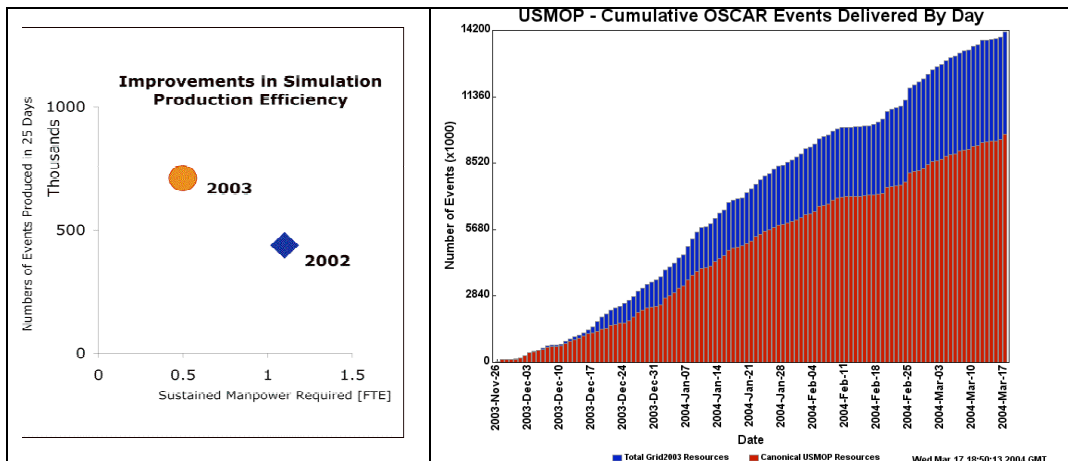 Improvements in Simulation
Production Efficiency
Numbers of Events Produced in 25 Days
Thousands
1000
500
0
2003
2002
0
0.5
1
1.5
Sustained Manpower Required [FTE]
USMOP - Cumulative OSCAR Events Delivered By Day
Number of Events (x1000)
14200
11360
8520
5680
2840
0
2003-Nov-26
2003-Dec-03
2003-Dec-10
2003-Dec-17
2003-Dec-24
2003-Dec-31
2004-Jan-07
2004-Jan-14
2004-Jan-21
2004-Jan-28
2004-Feb-04
2004-Feb-11
2004-Feb-18
2004-Feb-25
2004-Mar-03
2004-Mar-10
2004-Mar-17
Date
Total Grid2003 Resources
Canonical USMOP Resources
Wed Mar 17 18:50:13 2004 GMT